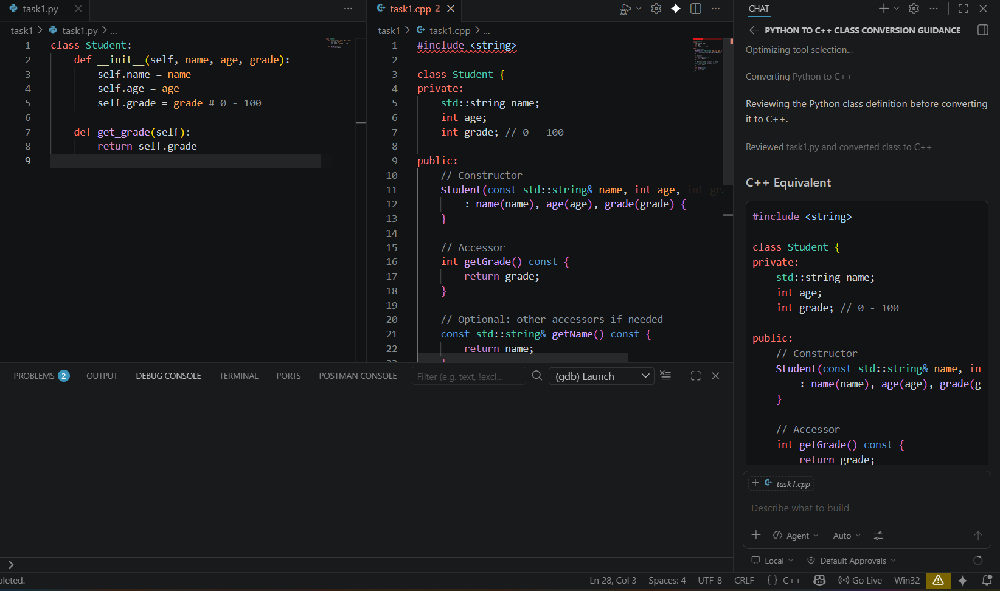 task1.py
task1 > task1.py > ...
1 class Student:
2     def __init__(self, name, age, grade):
3         self.name = name
4         self.age = age
5         self.grade = grade # 0 - 100
6
7     def get_grade(self):
8         return self.grade
9
task1.cpp 2
task1 > task1.cpp > ...
1 #include <string>
2
3 class Student {
4 private:
5     std::string name;
6     int age;
7     int grade; // 0 - 100
8
9 public:
10     // Constructor
11     Student(const std::string& name, int age, int gr
12         : name(name), age(age), grade(grade) {
13     }
14
15     // Accessor
16     int getGrade() const {
17         return grade;
18     }
19
20     // Optional: other accessors if needed
21     const std::string& getName() const {
22         return name;
23     }
PROBLEMS 2 OUTPUT DEBUG CONSOLE TERMINAL PORTS POSTMAN CONSOLE Filter (e.g. text, !excl... (gdb) Launch
CHAT
PYTHON TO C++ CLASS CONVERSION GUIDANCE
Optimizing tool selection...
Converting Python to C++
Reviewing the Python class definition before converting
it to C++.
Reviewed task1.py and converted class to C++
C++ Equivalent
#include <string>
class Student {
private:
    std::string name;
    int age;
    int grade; // 0 - 100
public:
    // Constructor
    Student(const std::string& name, in
        : name(name), age(age), grade(g
    }
    // Accessor
    int getGrade() const {
        return grade;
task1.cpp
Describe what to build
Agent Auto
Local Default Approvals
pleted. Ln 28, Col 3 Spaces: 4 UTF-8 CRLF { } C++ Go Live Win32